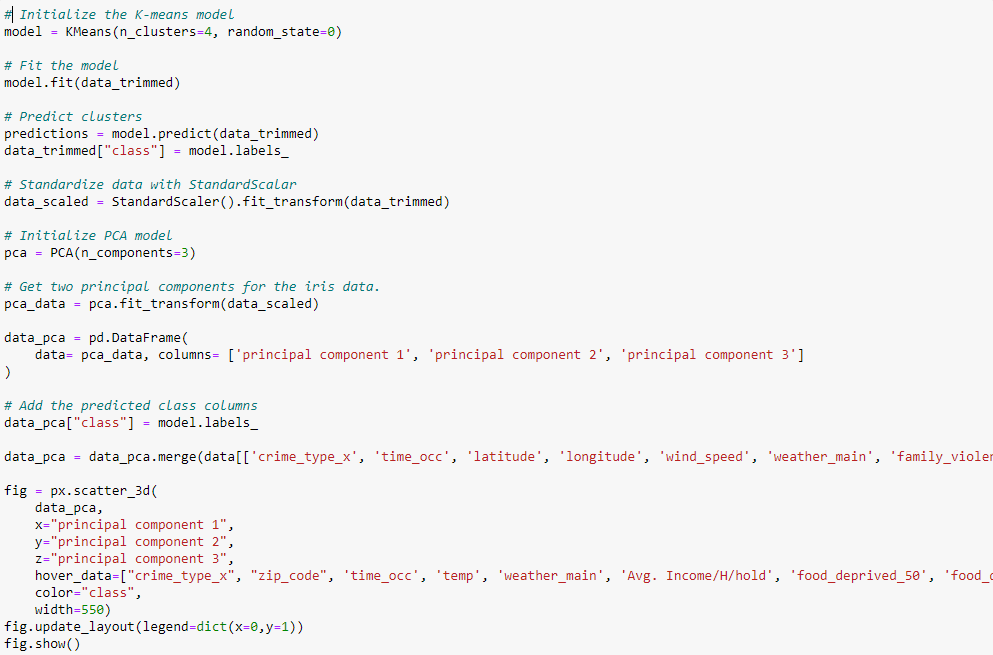 # Initialize the K-means model
model = KMeans(n_clusters=4, random_state=0)
# Fit the model
model.fit(data_trimmed)
# Predict clusters
predictions = model.predict(data_trimmed)
data_trimmed["class"] = model.labels_
# Standardize data with StandardScalar
data_scaled = StandardScaler().fit_transform(data_trimmed)
# Initialize PCA model
pca = PCA(n_components=3)
# Get two principal components for the iris data.
pca_data = pca.fit_transform(data_scaled)
data_pca = pd.DataFrame(
    data= pca_data, columns= ['principal component 1', 'principal component 2', 'principal component 3']
)
# Add the predicted class columns
data_pca["class"] = model.labels_
data_pca = data_pca.merge(data[['crime_type_x', 'time_occ', 'latitude', 'longitude', 'wind_speed', 'weather_main',
fig = px.scatter_3d(
    data_pca,
    x="principal component 1",
    y="principal component 2",
    z="principal component 3",
    hover_data=["crime_type_x", "zip_code", 'time_occ', 'temp', 'weather_main', 'Avg. Income/H/hold', 'food_deprived_50',
    color="class",
    width=550)
fig.update_layout(legend=dict(x=0,y=1))
fig.show()